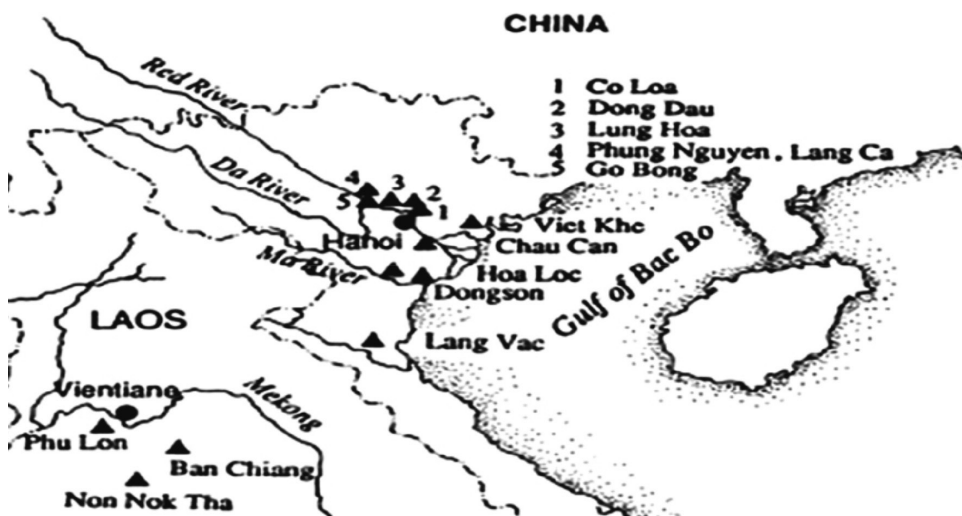 CHINA
Red River
1 Co Loa
2 Dong Dau
3 Lung Hoa
4 Phung Nguyen, Lang Ca
5 Go Bong
Da River
4 3 2
5 1
Viet Khe
Hanoi
Chau Can
Ma River
Hoa Loc
Dongson
Gulf of Bac Bo
LAOS
Lang Vac
Vientiane
Mekong
Phu Lon
Ban Chiang
Non Nok Tha